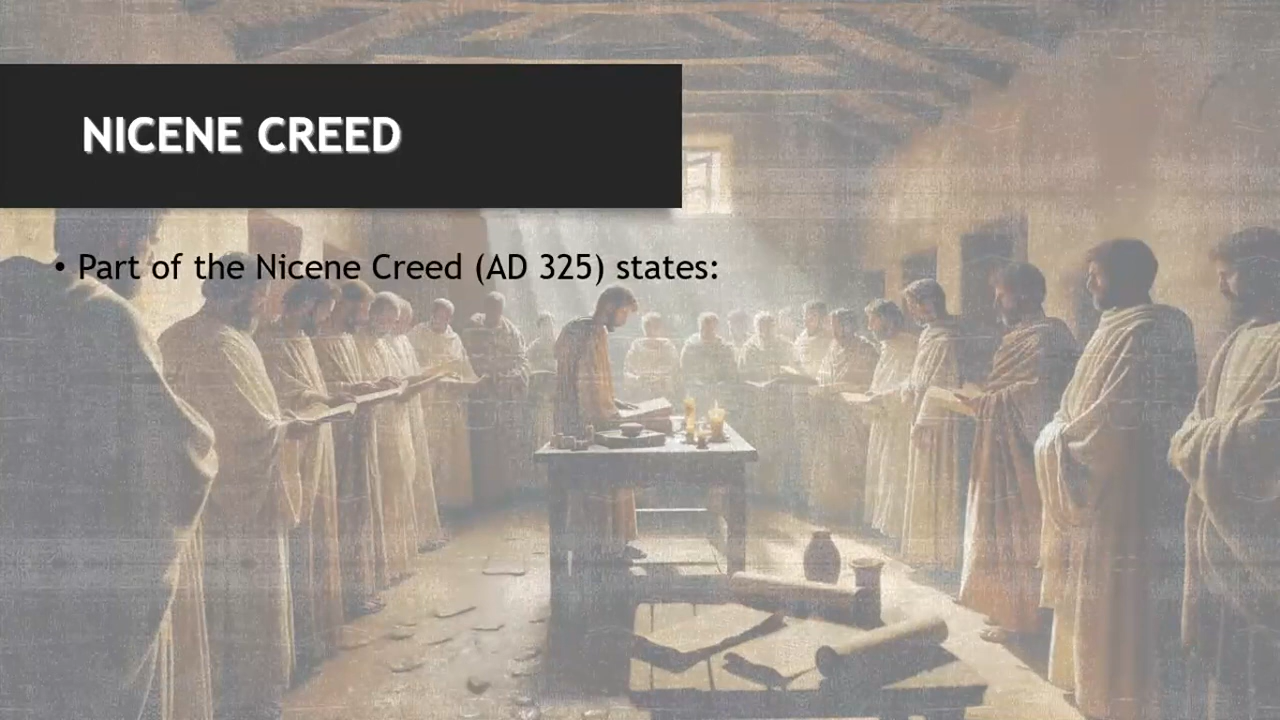 NICENE CREED
• Part of the Nicene Creed (AD 325) states: